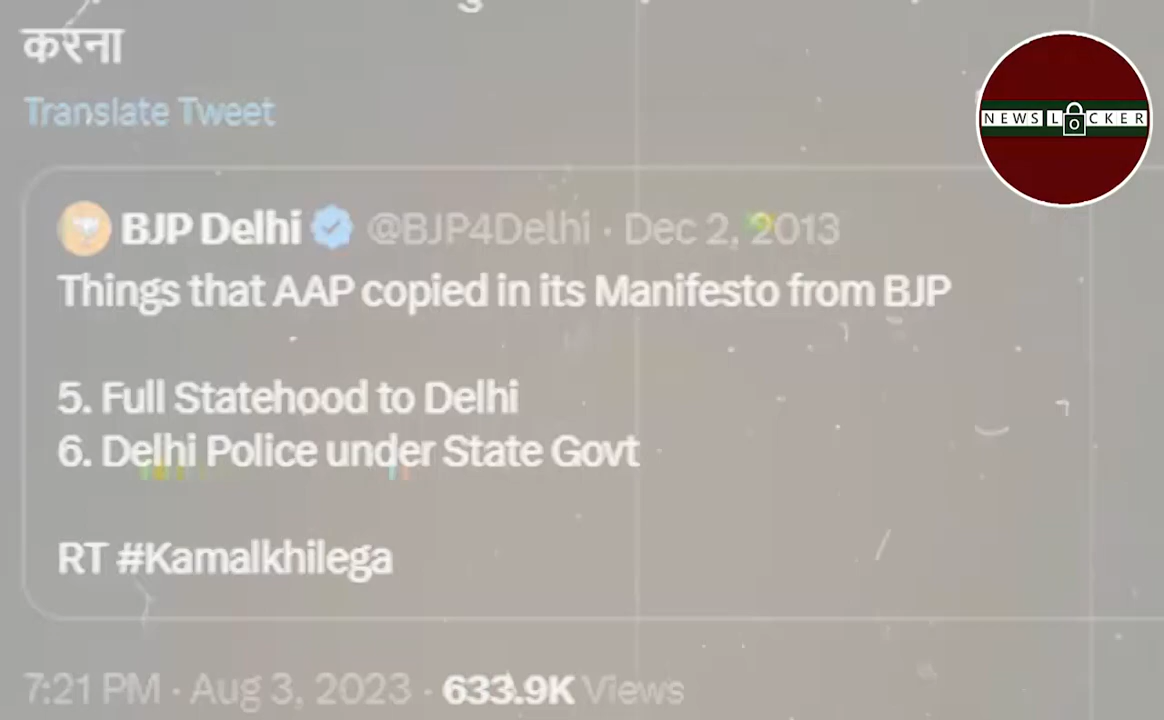 करना
Translate Tweet
NEWS LOCKER
BJP Delhi @BJP4Delhi · Dec 2, 2013
Things that AAP copied in its Manifesto from BJP
5. Full Statehood to Delhi
6. Delhi Police under State Govt
RT #Kamalkhilega
7:21 PM · Aug 3, 2023 · 633.9K Views